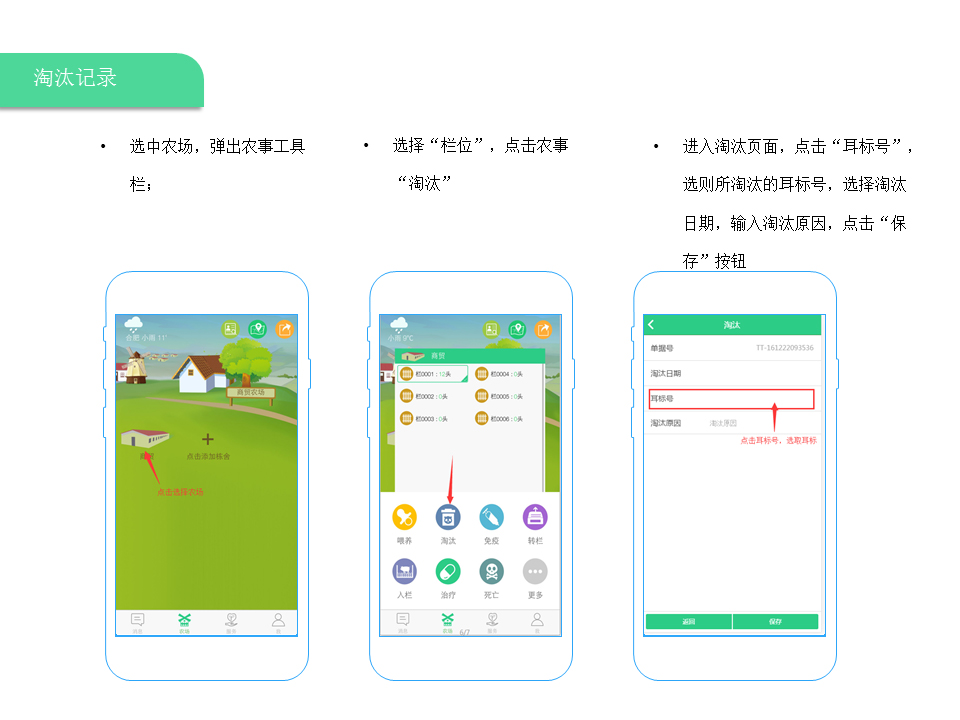 淘汰记录
• 选中农场，弹出农事工具
栏；
• 选择“栏位”，点击农事
“淘汰”
• 进入淘汰页面，点击“耳标号”，
选则所淘汰的耳标号，选择淘汰
日期，输入淘汰原因，点击“保
存”按钮
合肥 小雨 11°
商贸农场
点击添加栋舍
点击选择农场
消息 农场 服务 我
小雨 9℃
商贸
栏0001：12头 栏0004：0头
栏0002：0头 栏0005：0头
栏0003：0头 栏0006：0头
喂养 淘汰 免疫 转栏
入栏 治疗 死亡 更多
消息 农场 服务 我
6/7
淘汰
单据号 TT-161222093536
淘汰日期
耳标号
淘汰原因 淘汰原因
点击耳标号，选取耳标
返回 保存